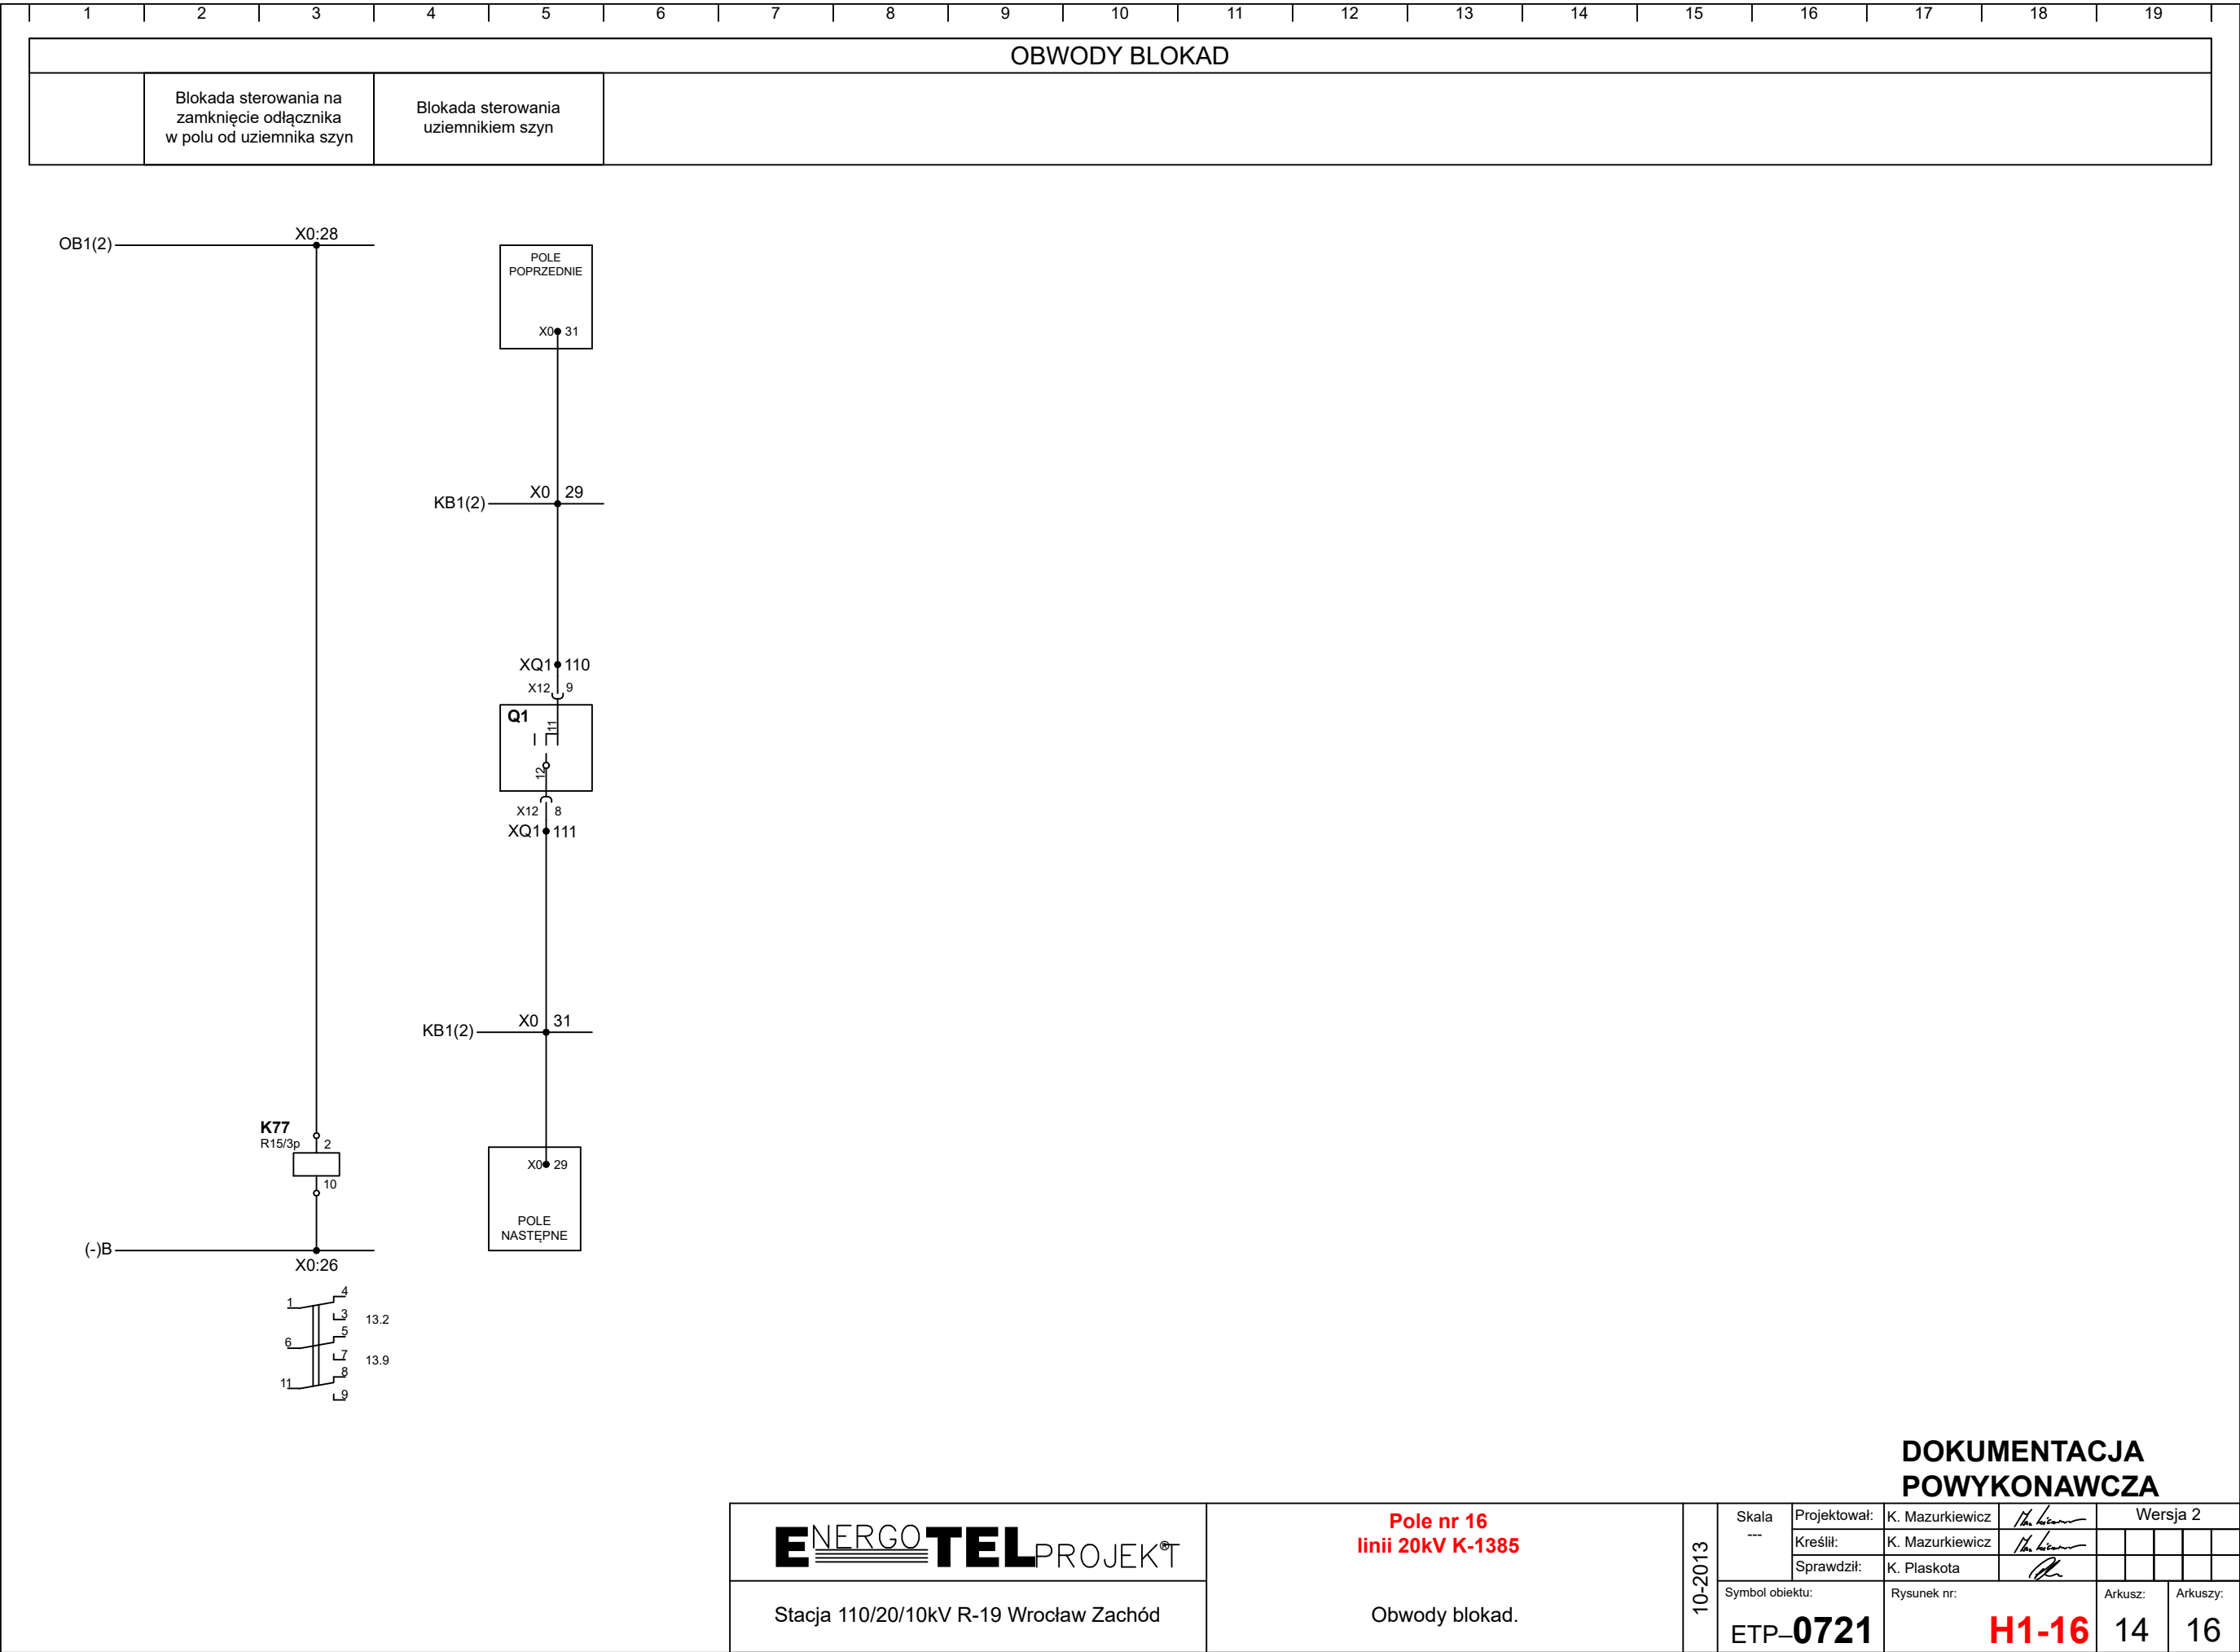 1 2 3 4 5 6 7 8 9 10 11 12 13 14 15 16 17 18 19
OBWODY BLOKAD
Blokada sterowania na
zamknięcie odłącznika
w polu od uziemnika szyn
Blokada sterowania
uziemnikiem szyn
OB1(2)
X0:28
POLE
POPRZEDNIE
X0 31
KB1(2)
X0 29
XQ1 110
X12 9
Q1
11
12
X12 8
XQ1 111
KB1(2)
X0 31
K77
R15/3p
2
10
X0 29
POLE
NASTĘPNE
(-)B
X0:26
1 4
3 13.2
6 5
7 13.9
11 8
9
DOKUMENTACJA
POWYKONAWCZA
ENERGOTELPROJEKT®
Stacja 110/20/10kV R-19 Wrocław Zachód
Pole nr 16
linii 20kV K-1385
Obwody blokad.
10-2013
Skala
---
Projektował: K. Mazurkiewicz
Kreślił: K. Mazurkiewicz
Sprawdził: K. Plaskota
Wersja 2
Symbol obiektu:
ETP–0721
Rysunek nr:
H1-16
Arkusz:
14
Arkuszy:
16